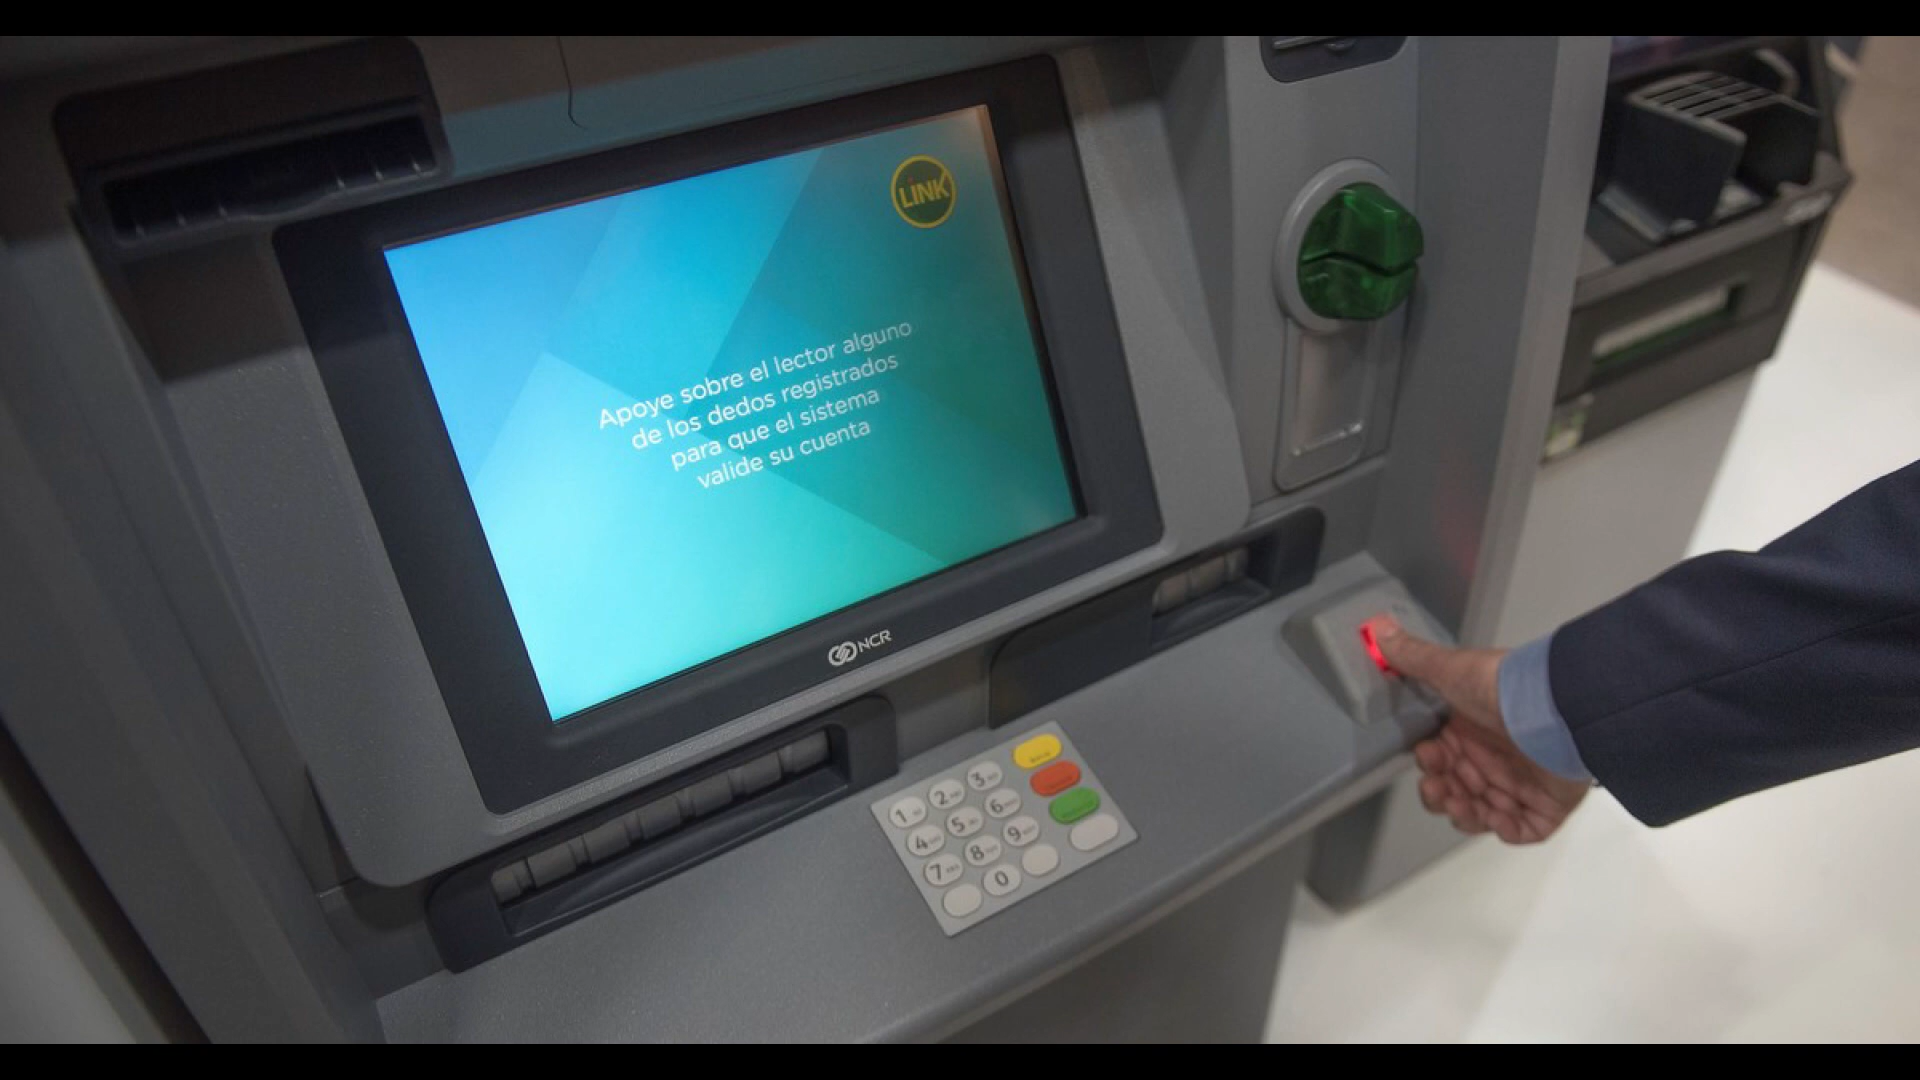 LINK
Apoye sobre el lector alguno
de los dedos registrados
para que el sistema
valide su cuenta
NCR
1
2
3
4
5
6
7
8
9
0